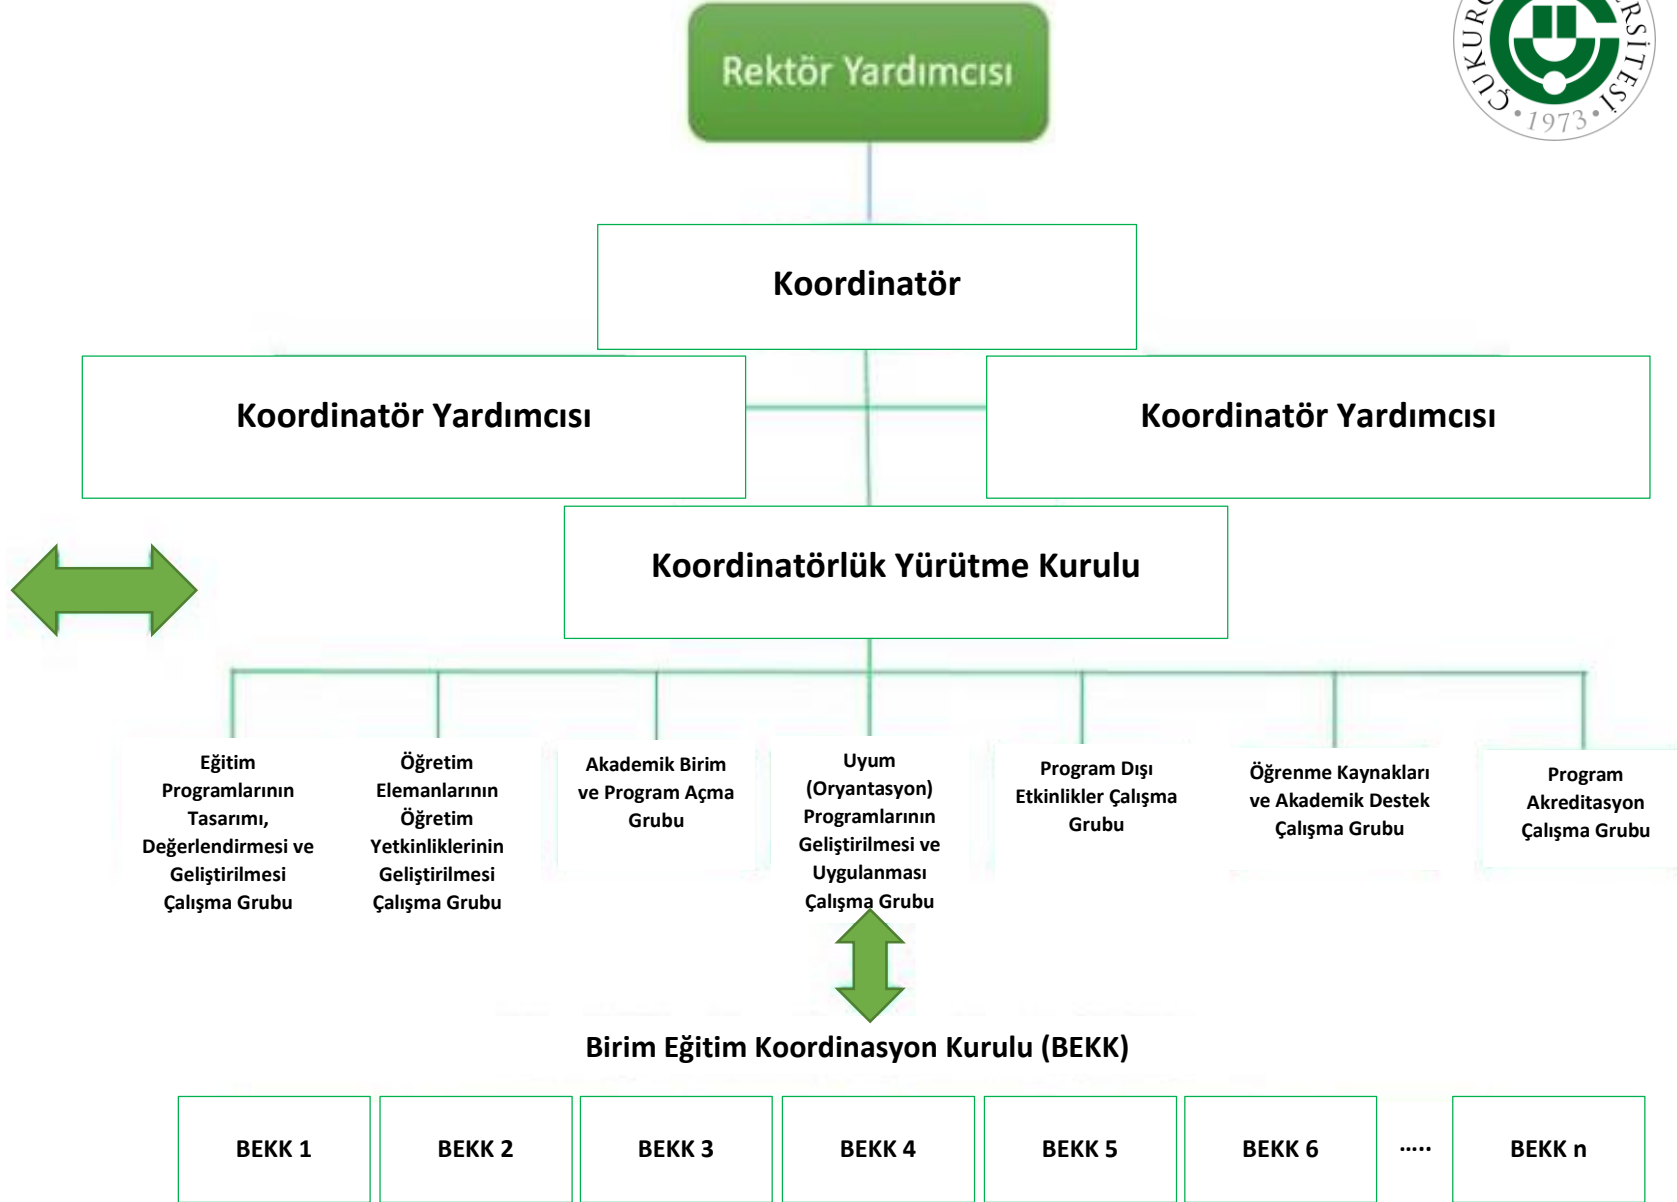 Rektör Yardımcısı
ÇUKURO
ERSİTESİ
• 1973 •
Koordinatör
Koordinatör Yardımcısı
Koordinatör Yardımcısı
Koordinatörlük Yürütme Kurulu
Eğitim
Programlarının
Tasarımı,
Değerlendirmesi ve
Geliştirilmesi
Çalışma Grubu
Öğretim
Elemanlarının
Öğretim
Yetkinliklerinin
Geliştirilmesi
Çalışma Grubu
Akademik Birim
ve Program Açma
Grubu
Uyum
(Oryantasyon)
Programlarının
Geliştirilmesi ve
Uygulanması
Çalışma Grubu
Program Dışı
Etkinlikler Çalışma
Grubu
Öğrenme Kaynakları
ve Akademik Destek
Çalışma Grubu
Program
Akreditasyon
Çalışma Grubu
Birim Eğitim Koordinasyon Kurulu (BEKK)
BEKK 1
BEKK 2
BEKK 3
BEKK 4
BEKK 5
BEKK 6
.....
BEKK n